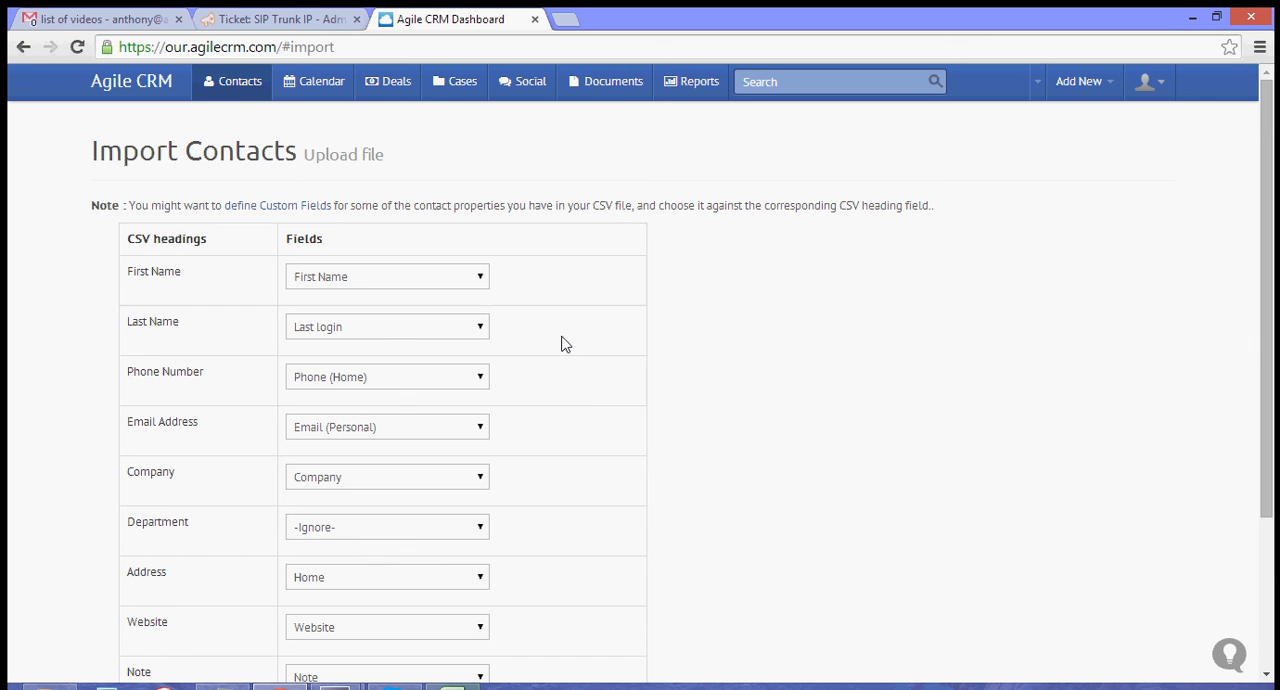 list of videos - anthony@a
Ticket: SIP Trunk IP - Adm
Agile CRM Dashboard
https://our.agilecrm.com/#import
Agile CRM Contacts Calendar Deals Cases Social Documents Reports Search Add New
Import Contacts Upload file
Note : You might want to define Custom Fields for some of the contact properties you have in your CSV file, and choose it against the corresponding CSV heading field..
CSV headings Fields
First Name First Name
Last Name Last login
Phone Number Phone (Home)
Email Address Email (Personal)
Company Company
Department -Ignore-
Address Home
Website Website
Note Note